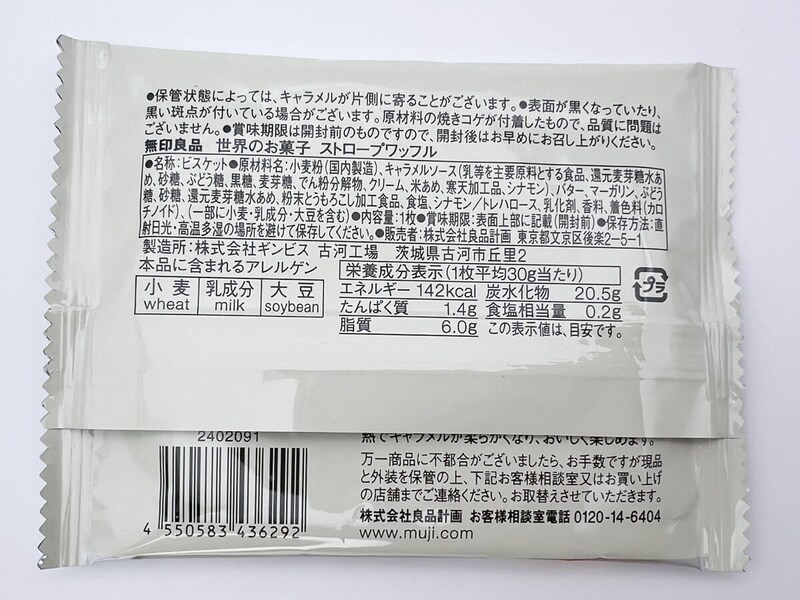 ●保管状態によっては、キャラメルが片側に寄ることがございます。●表面が黒くなっていたり、
黒い斑点が付いている場合がございます。原材料の焼きコゲが付着したもので、品質に問題は
ございません。●賞味期限は開封前のものですので、開封後はお早めにお召し上がりください。
無印良品 世界のお菓子 ストロープワッフル
●名称:ビスケット●原材料名:小麦粉(国内製造)、キャラメルソース(乳等を主要原料とする食品、還元麦芽糖水あ
め、砂糖、ぶどう糖、黒糖、麦芽糖、でん粉分解物、クリーム、米あめ、寒天加工品、シナモン)、バター、マーガリン、ぶどう
糖、砂糖、還元麦芽糖水あめ、粉末とうもろこし加工食品、食塩、シナモン/トレハロース、乳化剤、香料、着色料(カロ
チノイド)、(一部に小麦・乳成分・大豆を含む)●内容量:1枚●賞味期限:表面上部に記載(開封前)●保存方法:直
射日光・高温多湿の場所を避けて保存してください。●販売者:株式会社良品計画 東京都文京区後楽2-5-1
製造所:株式会社ギンビス 古河工場 茨城県古河市丘里2
本品に含まれるアレルゲン
小麦 乳成分 大豆
wheat milk soybean
栄養成分表示(1枚平均30g当たり)
エネルギー 142kcal 炭水化物 20.5g
たんぱく質 1.4g 食塩相当量 0.2g
脂質 6.0g この表示値は、目安です。
プラ
2402091
4 550583 436292
熱でキャラメルが柔らかくなり、おいしく楽しめます。
万一商品に不都合がございましたら、お手数ですが現品
と外装を保管の上、下記お客様相談室又はお買い上げ
の店舗までご連絡ください。お取替えさせていただきます。
株式会社良品計画 お客様相談室電話 0120-14-6404
www.muji.com